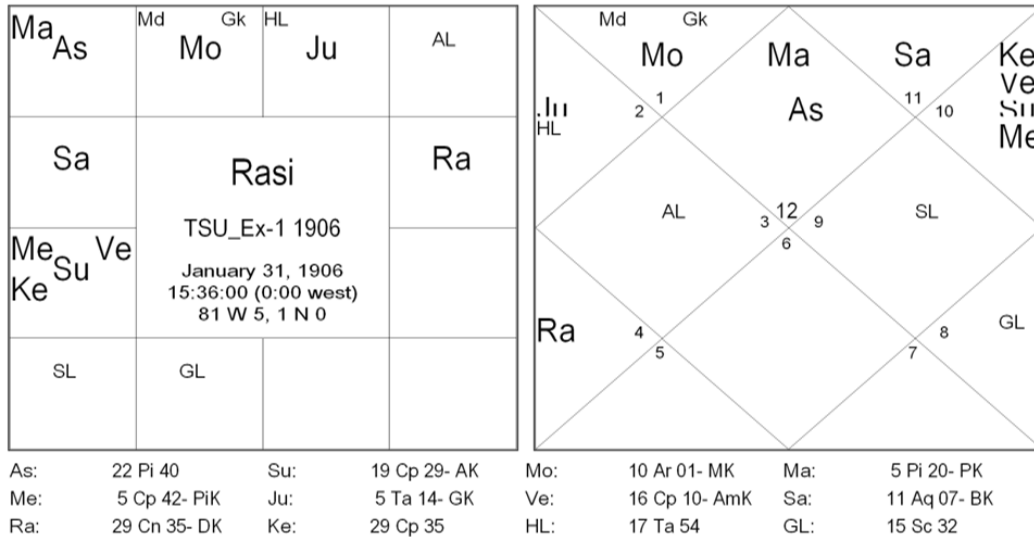 Ma As
Md Gk
Mo
HL
Ju
AL
Sa
Rasi
TSU_Ex-1 1906
January 31, 1906
15:36:00 (0:00 west)
81 W 5, 1 N 0
Ra
Me Su Ve
Ke
SL
GL
Md Gk
Mo Ma Sa Ke
Ve
Su
Me
Ju
HL
2 1
As
11 10
AL
3 12 9
6
SL
Ra
4
5
8
7
GL
As: 22 Pi 40 Su: 19 Cp 29- AK Mo: 10 Ar 01- MK Ma: 5 Pi 20- PK
Me: 5 Cp 42- PiK Ju: 5 Ta 14- GK Ve: 16 Cp 10- AmK Sa: 11 Aq 07- BK
Ra: 29 Cn 35- DK Ke: 29 Cp 35 HL: 17 Ta 54 GL: 15 Sc 32